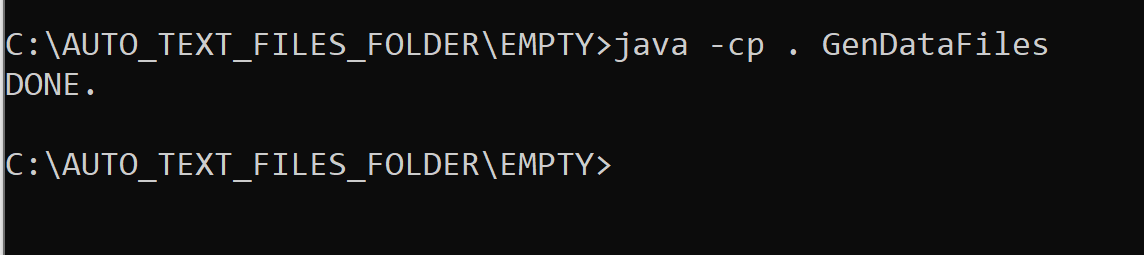 C:\AUTO_TEXT_FILES_FOLDER\EMPTY>java -cp . GenDataFiles
DONE.
C:\AUTO_TEXT_FILES_FOLDER\EMPTY>